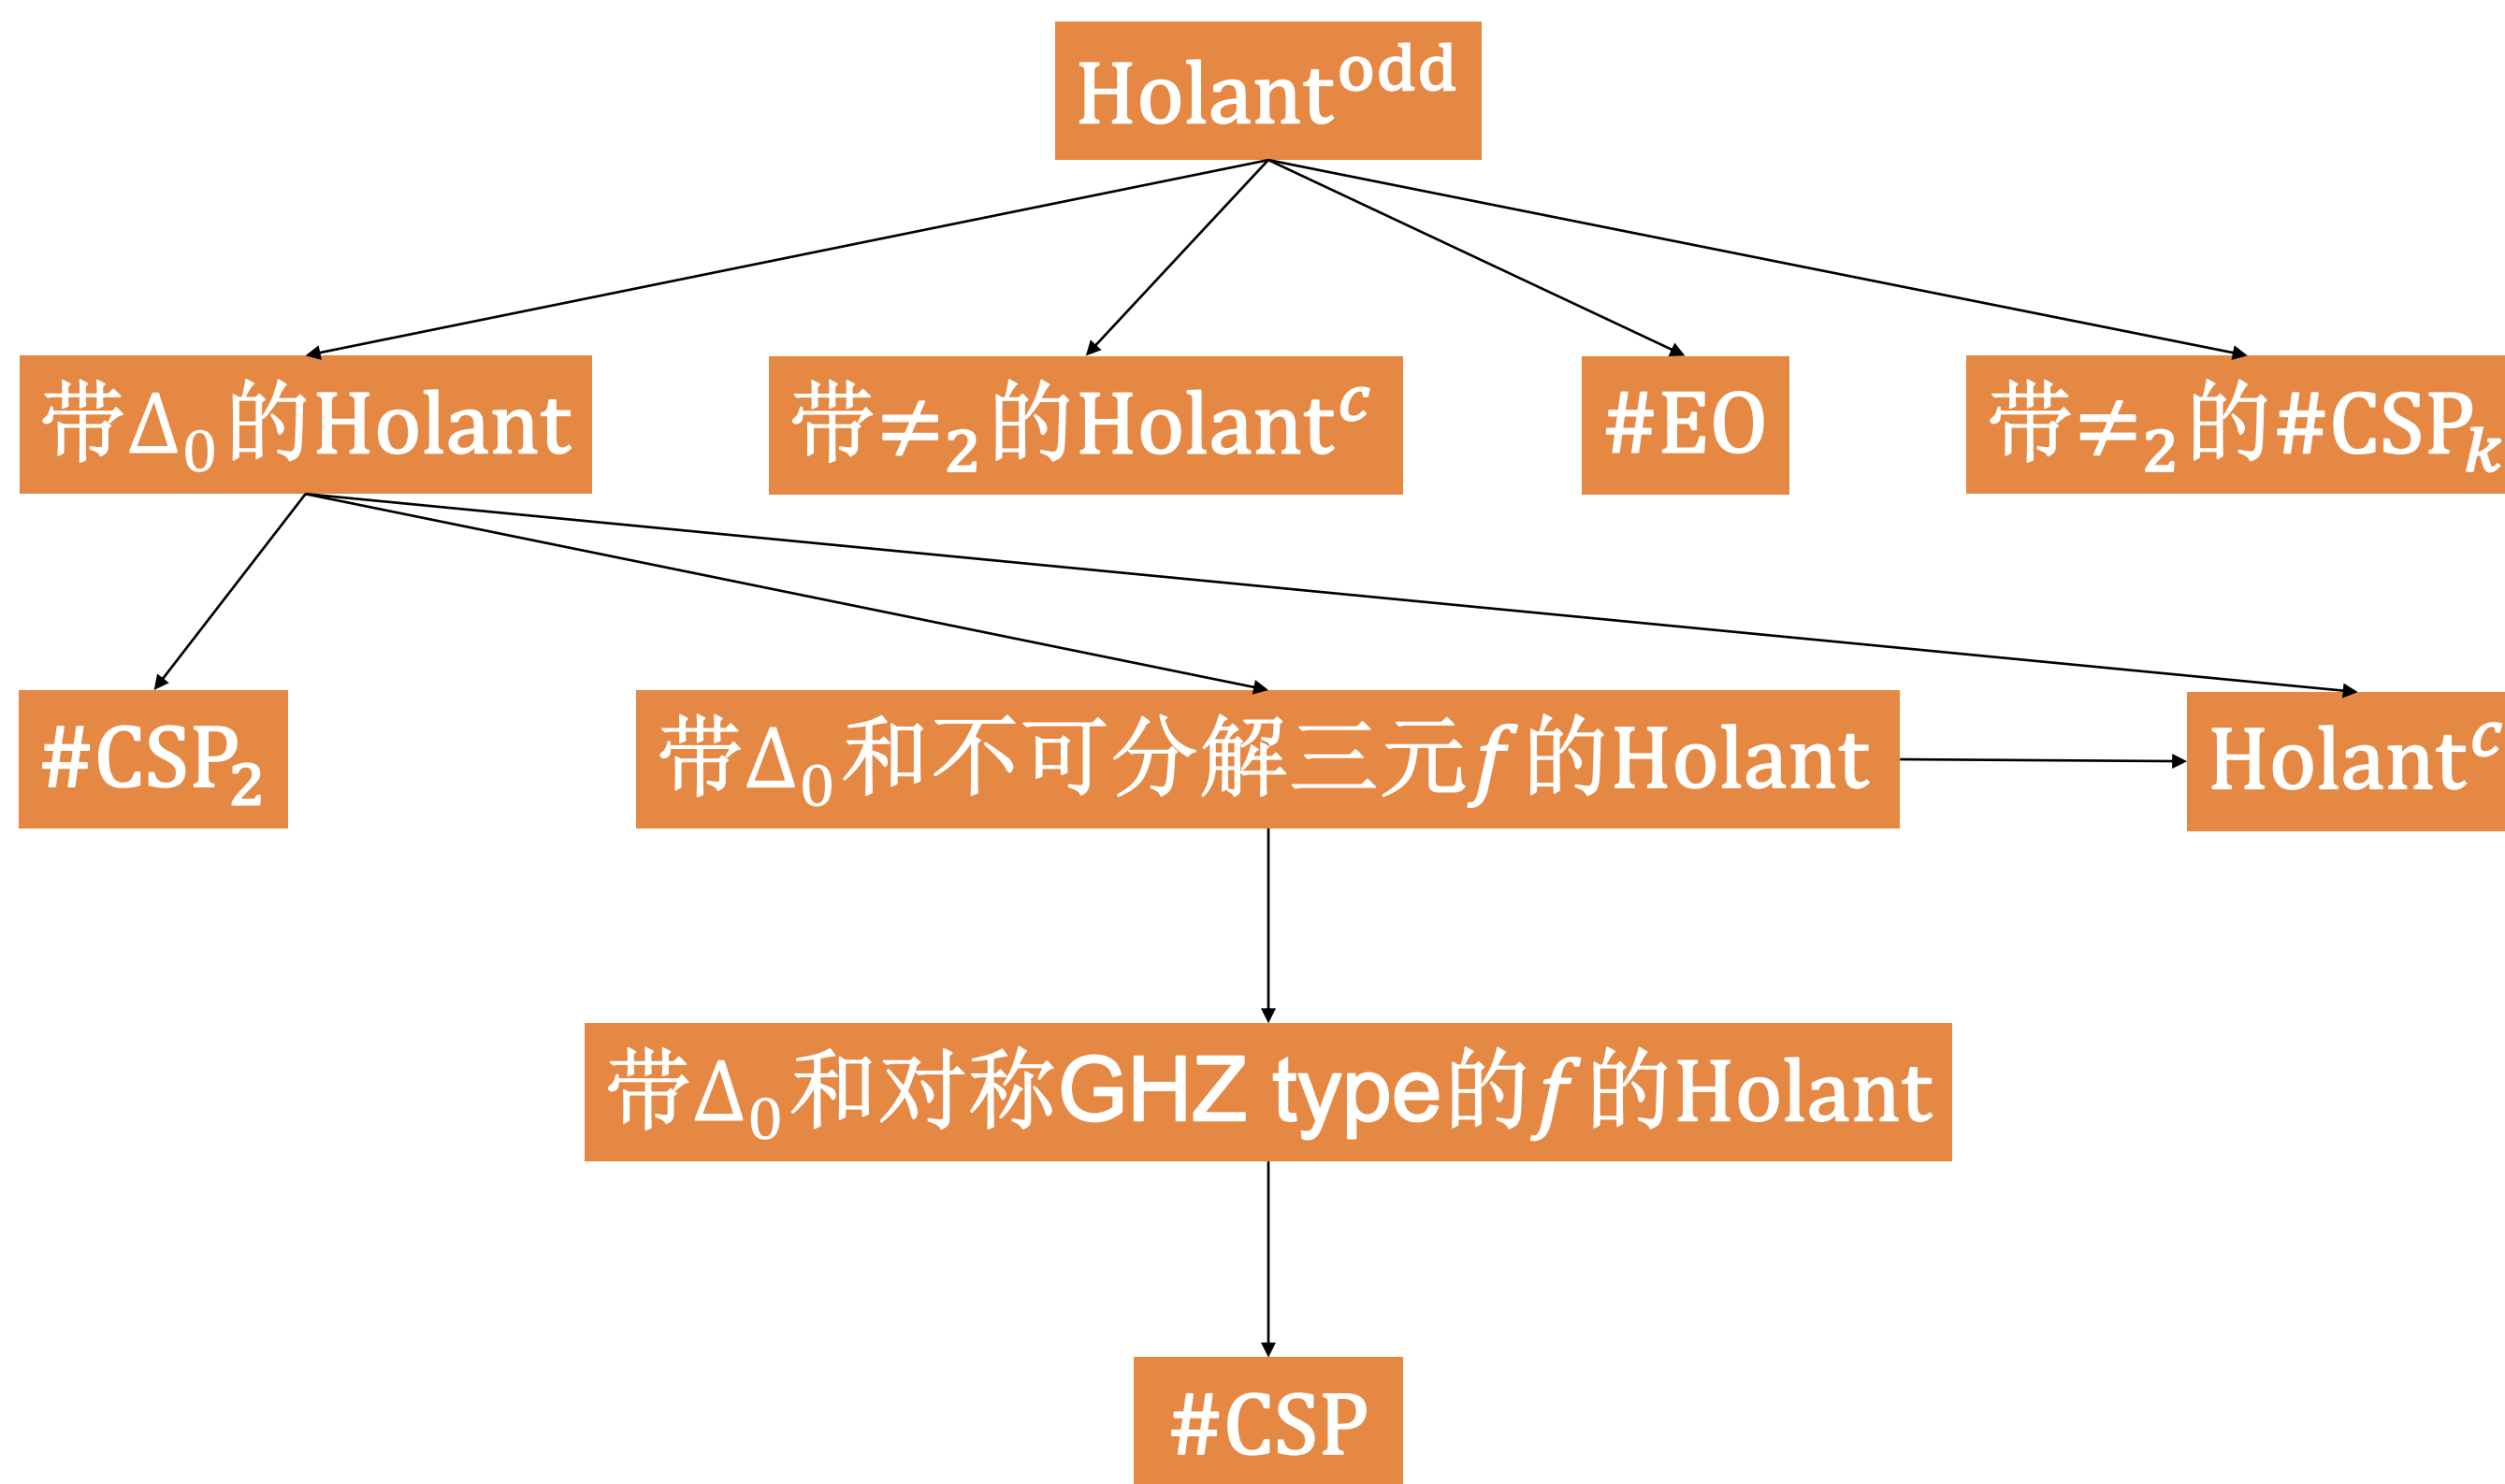 Holant^odd
带Δ₀的Holant
带≠₂的Holant^c
#EO
带≠₂的#CSPₖ
#CSP₂
带Δ₀和不可分解三元f的Holant
Holant^c
带Δ₀和对称GHZ type的f的Holant
#CSP